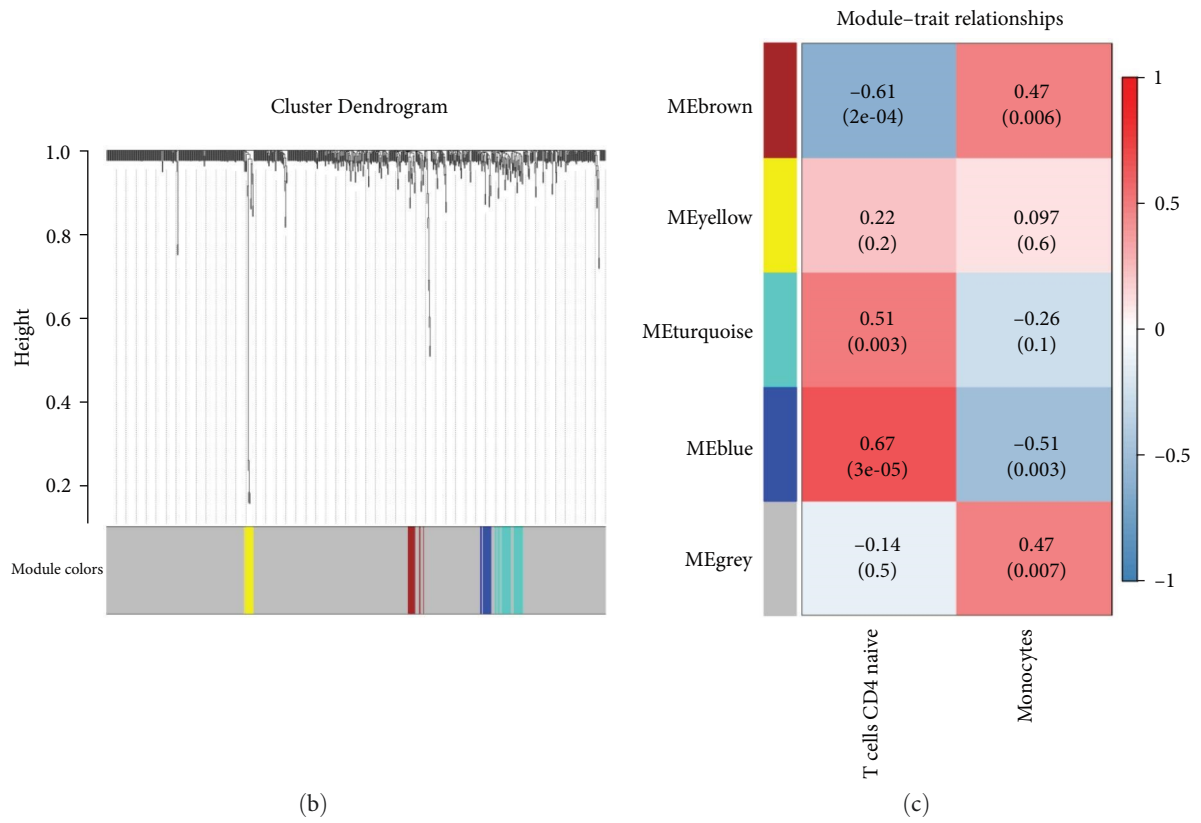 Cluster Dendrogram
Height
1.0
0.8
0.6
0.4
0.2
Module colors
(b)
Module–trait relationships
MEbrown
−0.61
(2e-04)
0.47
(0.006)
MEyellow
0.22
(0.2)
0.097
(0.6)
MEturquoise
0.51
(0.003)
−0.26
(0.1)
MEblue
0.67
(3e-05)
−0.51
(0.003)
MEgrey
−0.14
(0.5)
0.47
(0.007)
T cells CD4 naive
Monocytes
1
0.5
0
−0.5
−1
(c)